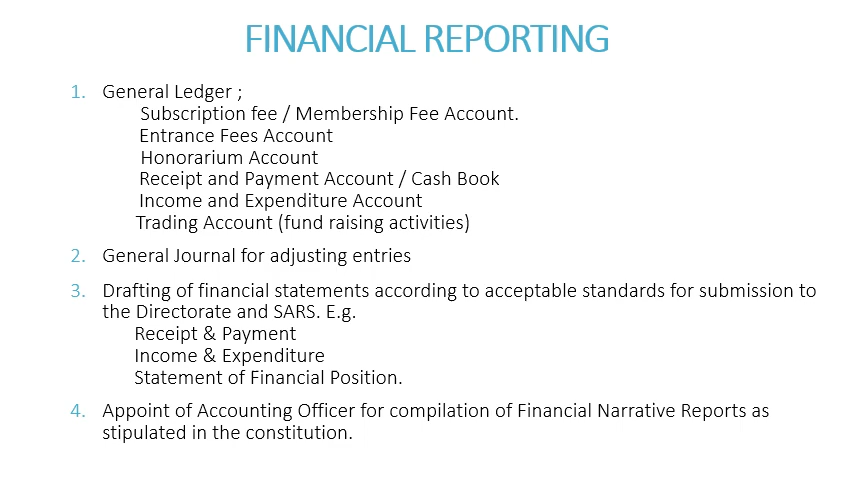 FINANCIAL REPORTING
1. General Ledger ;
Subscription fee / Membership Fee Account.
Entrance Fees Account
Honorarium Account
Receipt and Payment Account / Cash Book
Income and Expenditure Account
Trading Account (fund raising activities)
2. General Journal for adjusting entries
3. Drafting of financial statements according to acceptable standards for submission to
the Directorate and SARS. E.g.
Receipt & Payment
Income & Expenditure
Statement of Financial Position.
4. Appoint of Accounting Officer for compilation of Financial Narrative Reports as
stipulated in the constitution.